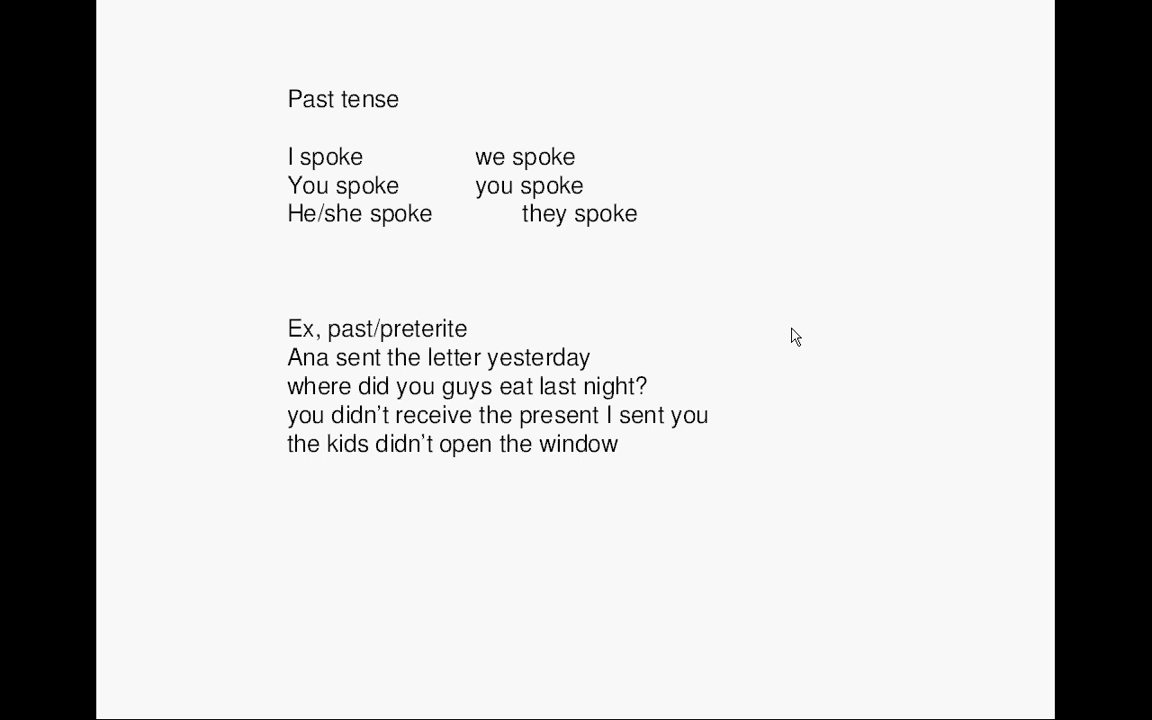 Past tense
I spoke we spoke
You spoke you spoke
He/she spoke they spoke
Ex, past/preterite
Ana sent the letter yesterday
where did you guys eat last night?
you didn’t receive the present I sent you
the kids didn’t open the window